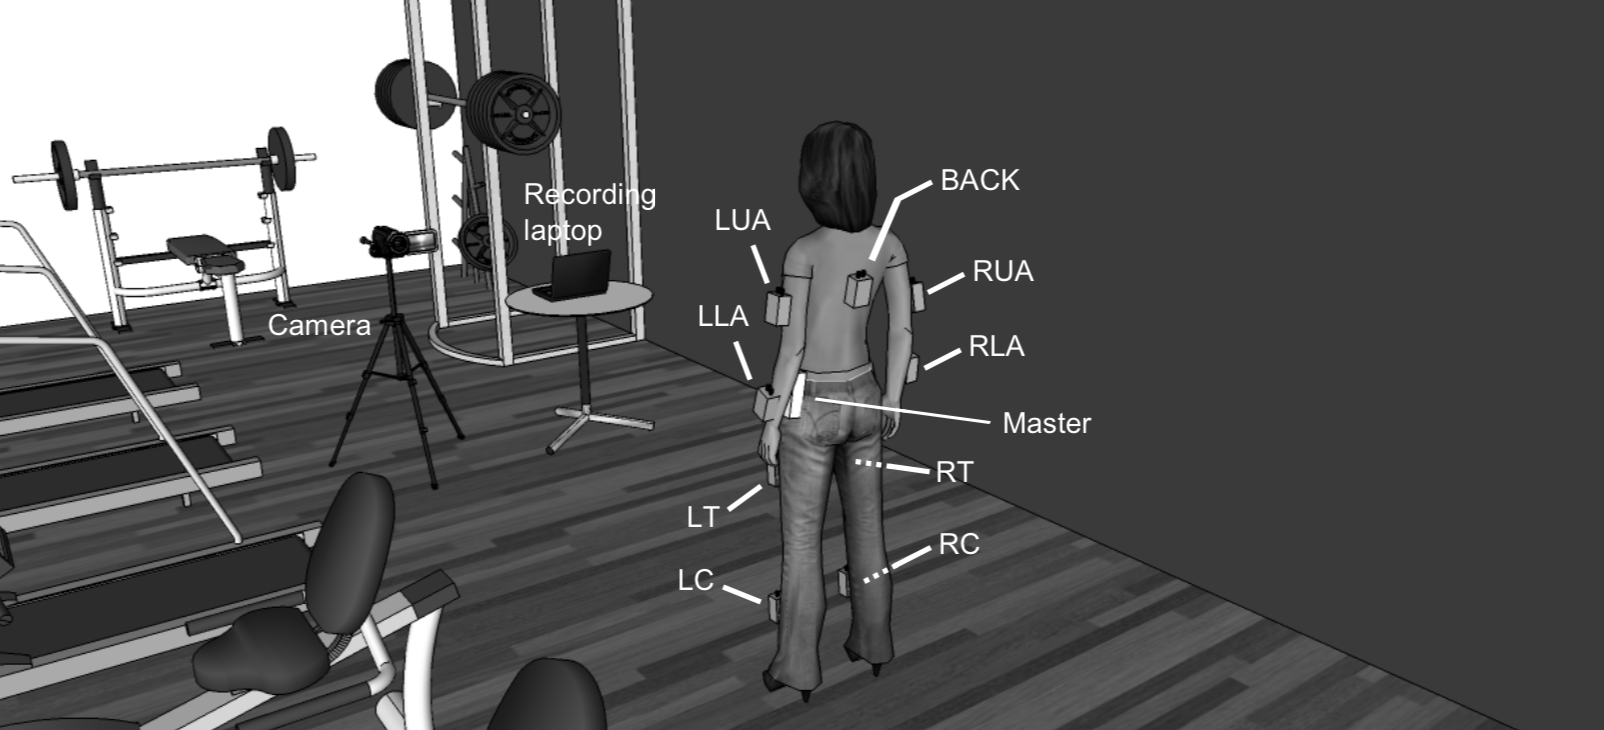 BACK
Recording
laptop
LUA
RUA
LLA
Camera
RLA
Master
RT
LT
RC
LC